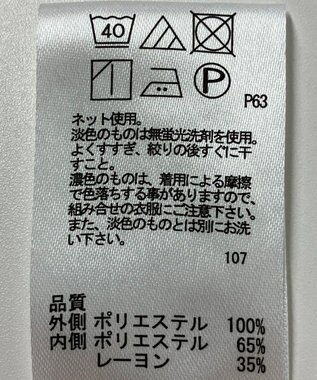 40
P
P63
ネット使用。
淡色のものは無蛍光洗剤を使用。
よくすすぎ、絞りの後すぐに干
すこと。
濃色のものは、着用による摩擦
で色落ちする事がありますので、
組み合せの衣服にご注意下さい。
また、淡色のものとは別にお洗
い下さい。
107
品質
外側 ポリエステル 100%
内側 ポリエステル 65%
レーヨン 35%